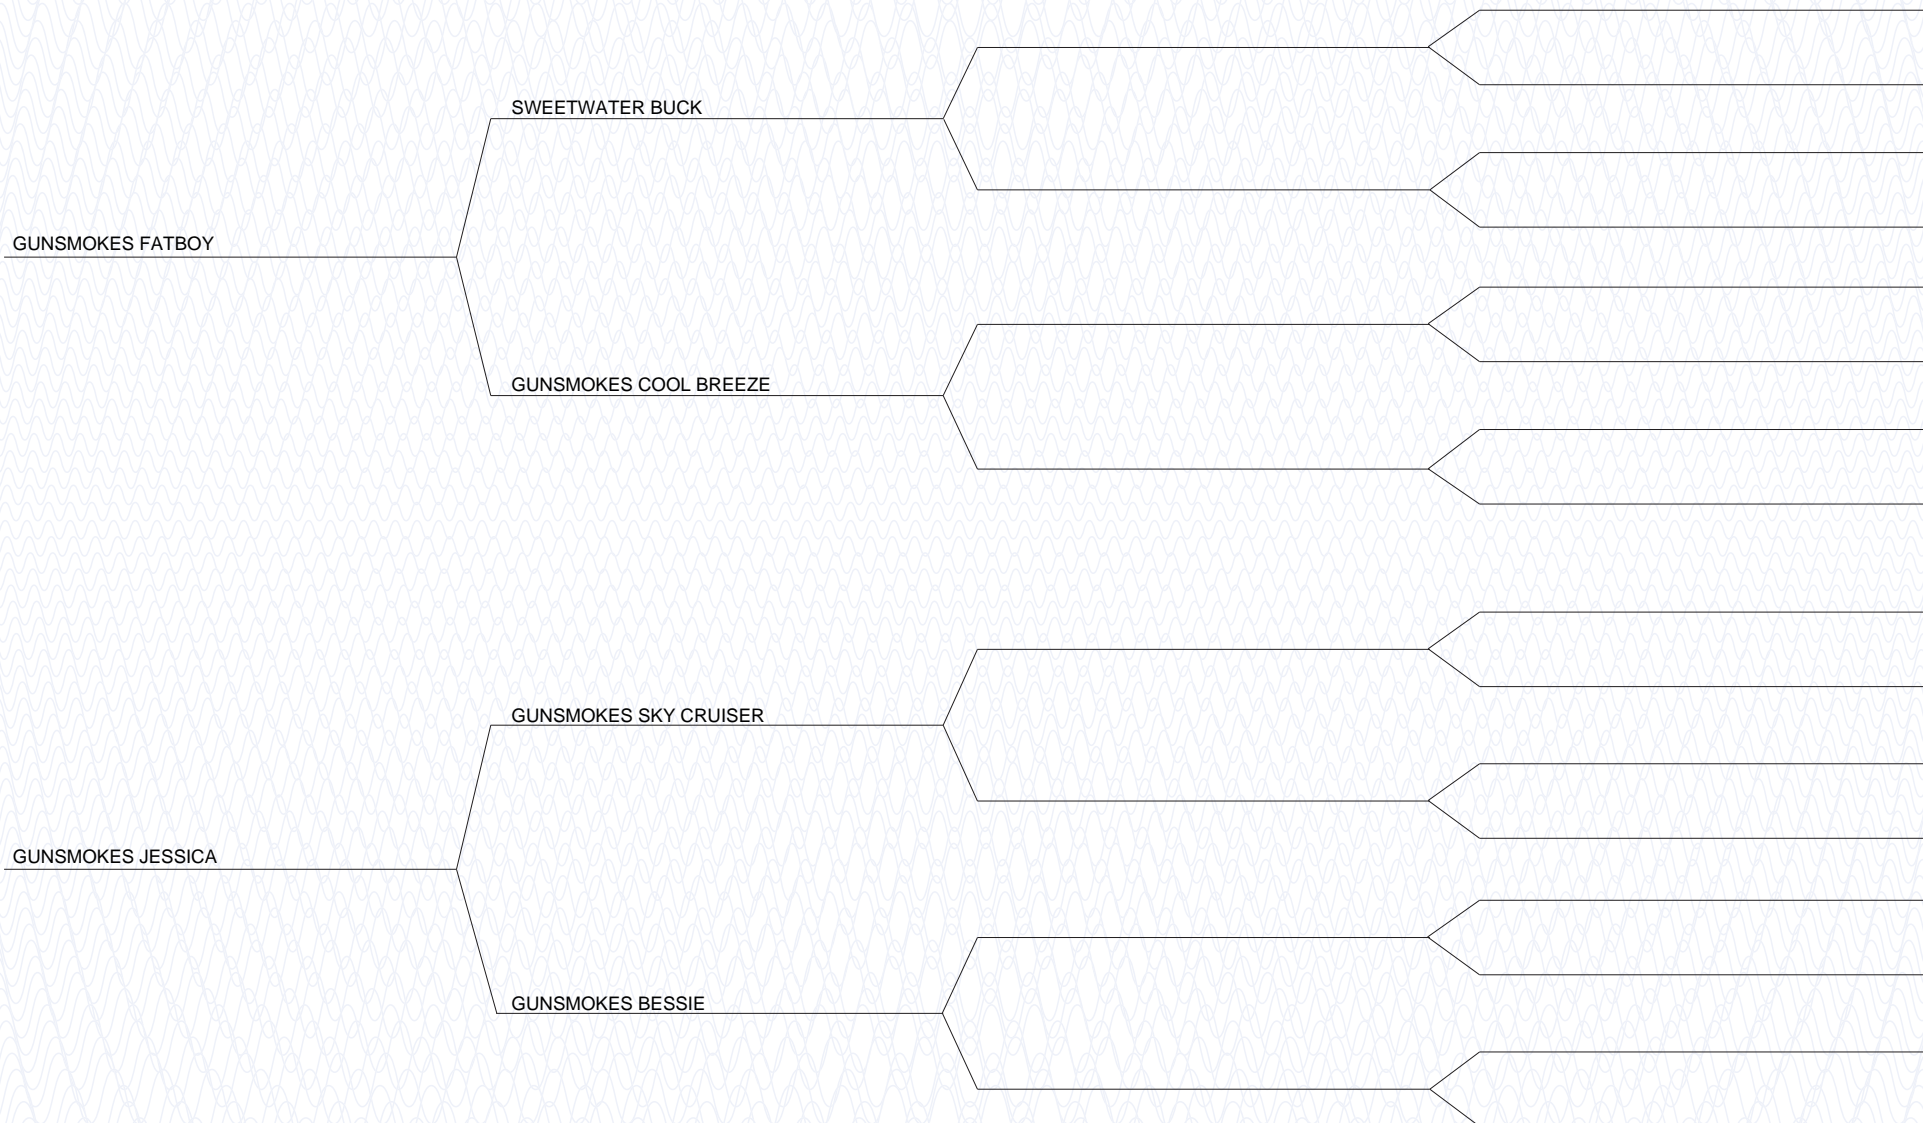 SWEETWATER BUCK
GUNSMOKES FATBOY
GUNSMOKES COOL BREEZE
GUNSMOKES SKY CRUISER
GUNSMOKES JESSICA
GUNSMOKES BESSIE